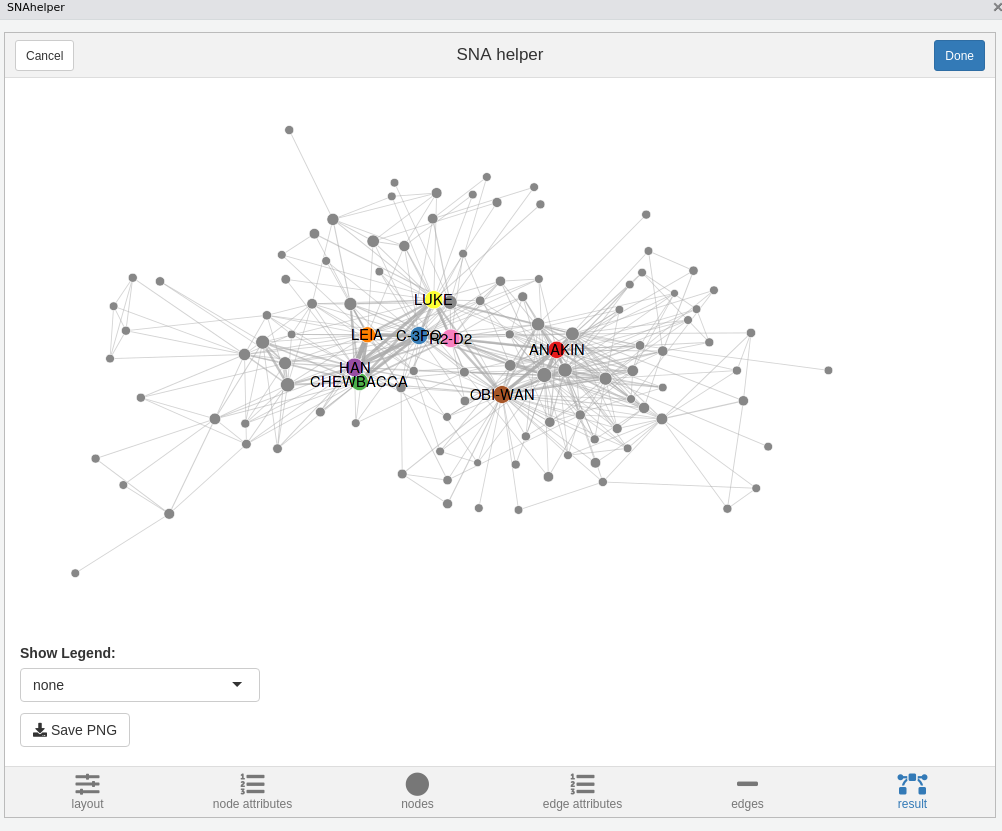 SNAhelper
Cancel
SNA helper
Done
LUKE
LEIA
C-3PO
R2-D2
ANAKIN
HAN
CHEWBACCA
OBI-WAN
Show Legend:
none
Save PNG
layout
node attributes
nodes
edge attributes
edges
result